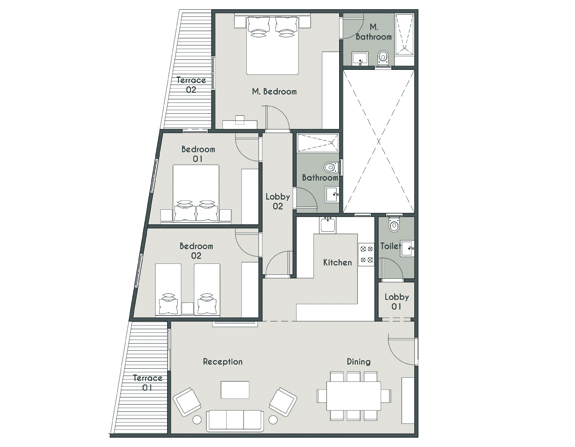 M.
Bathroom
Terrace
02
M. Bedroom
Bedroom
01
Bathroom
Lobby
02
Bedroom
02
Toilet
Kitchen
Lobby
01
Reception
Dining
Terrace
01